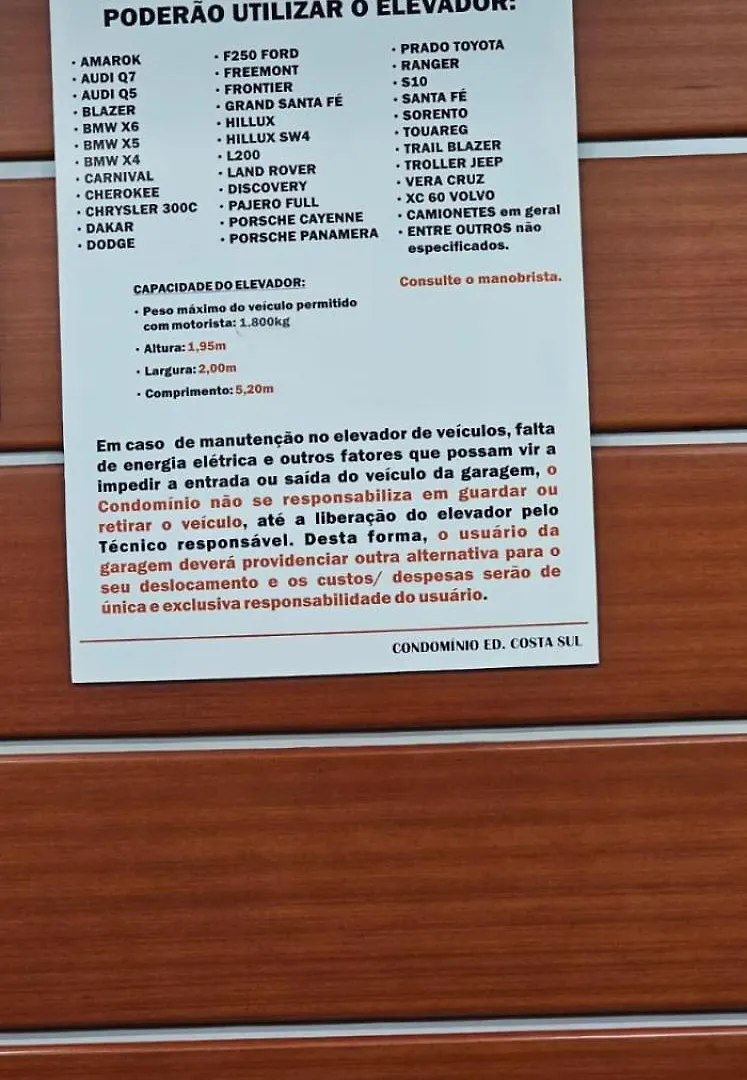 PODERÃO UTILIZAR O ELEVADOR:
· AMAROK
· AUDI Q7
· AUDI Q5
· BLAZER
· BMW X6
· BMW X5
· BMW X4
· CARNIVAL
· CHEROKEE
· CHRYSLER 300C
· DAKAR
· DODGE
· F250 FORD
· FREEMONT
· FRONTIER
· GRAND SANTA FÉ
· HILLUX
· HILLUX SW4
· L200
· LAND ROVER
· DISCOVERY
· PAJERO FULL
· PORSCHE CAYENNE
· PORSCHE PANAMERA
· PRADO TOYOTA
· RANGER
· S10
· SANTA FÉ
· SORENTO
· TOUAREG
· TRAIL BLAZER
· TROLLER JEEP
· VERA CRUZ
· XC 60 VOLVO
· CAMIONETES em geral
· ENTRE OUTROS não
especificados.
Consulte o manobrista.
CAPACIDADE DO ELEVADOR:
· Peso máximo do veículo permitido
com motorista: 1.800kg
· Altura: 1,95m
· Largura: 2,00m
· Comprimento: 5,20m
Em caso de manutenção no elevador de veículos, falta
de energia elétrica e outros fatores que possam vir a
impedir a entrada ou saída do veículo da garagem, o
Condomínio não se responsabiliza em guardar ou
retirar o veículo, até a liberação do elevador pelo
Técnico responsável. Desta forma, o usuário da
garagem deverá providenciar outra alternativa para o
seu deslocamento e os custos/ despesas serão de
única e exclusiva responsabilidade do usuário.
CONDOMÍNIO ED. COSTA SUL